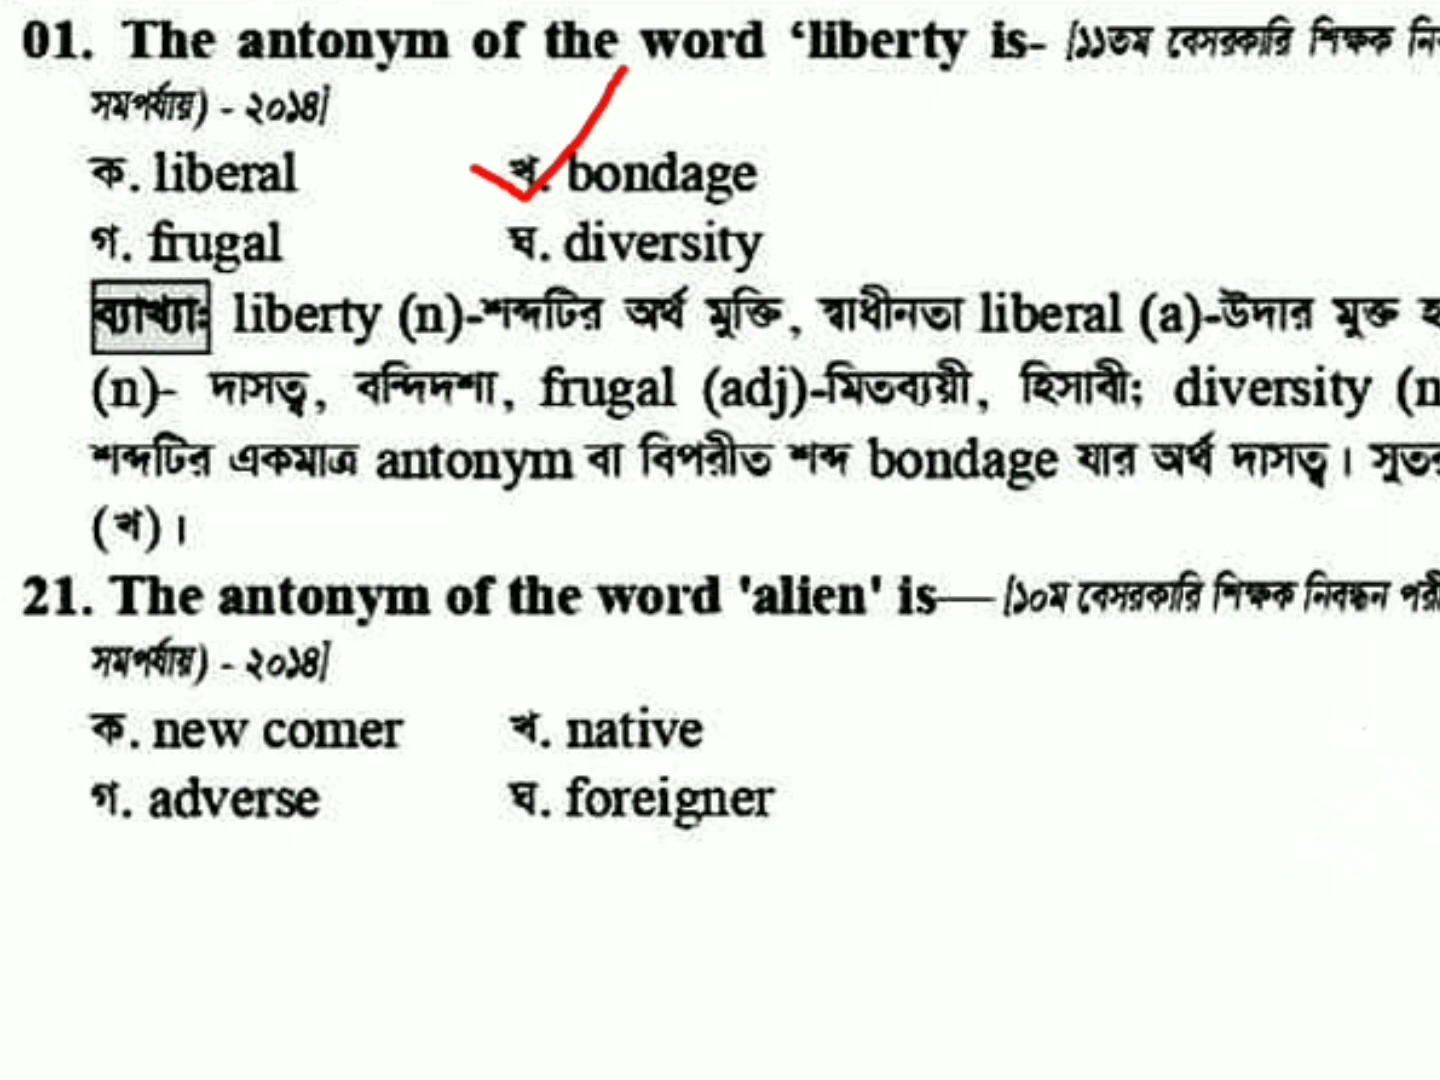 01. The antonym of the word ‘liberty is- [১১তম বেসরকারি শিক্ষক
সমপর্যায়) - ২০১৪]
ক. liberal খ. bondage
গ. frugal ঘ. diversity
ব্যাখ্যাঃ liberty (n)-শব্দটির অর্থ মুক্তি, স্বাধীনতা liberal (a)-উদার মুক্ত
(n)- দাসত্ব, বন্দিদশা, frugal (adj)-মিতব্যয়ী, হিসাবী; diversity (n
শব্দটির একমাত্র antonym বা বিপরীত শব্দ bondage যার অর্থ দাসত্ব।
(খ)।
21. The antonym of the word 'alien' is— [১০ম বেসরকারি শিক্ষক নিবন্ধন
সমপর্যায়) - ২০১৪]
ক. new comer খ. native
গ. adverse ঘ. foreigner